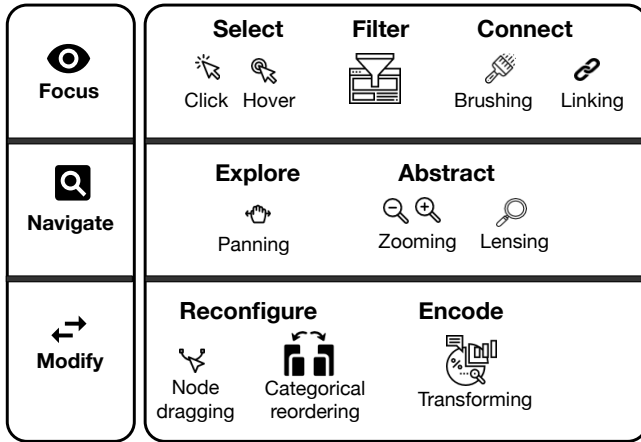 Focus
Select Filter Connect
Click Hover Brushing Linking
Navigate
Explore Abstract
Panning Zooming Lensing
Modify
Reconfigure Encode
Node
dragging
Categorical
reordering
Transforming